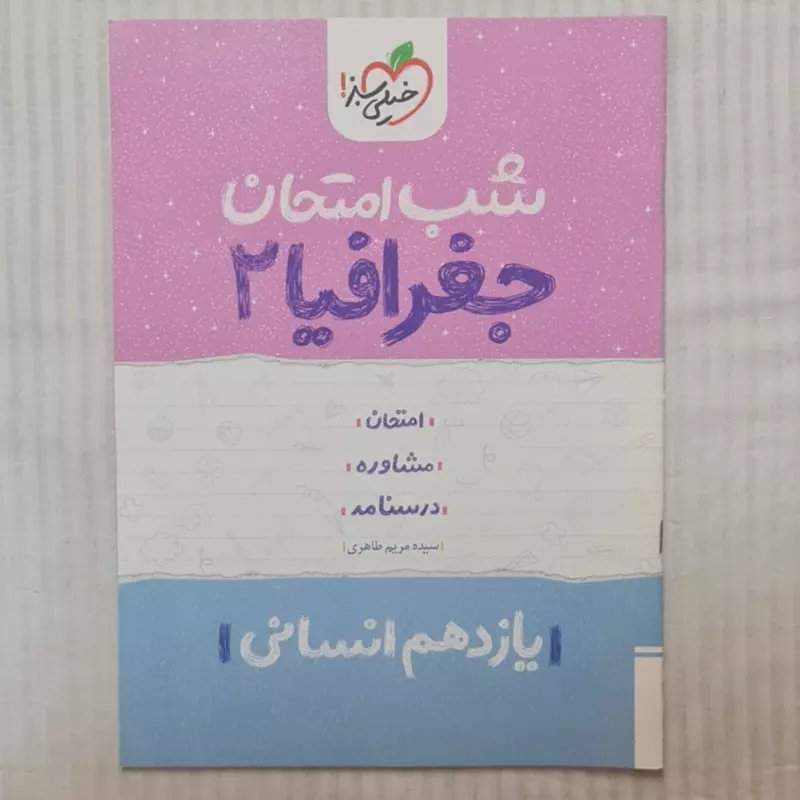 خیلی سبز!
شب امتحان
جغرافیا ۲
امتحان
مشاوره
درسنامه
سیده مریم طاهری
یازدهم انسانی